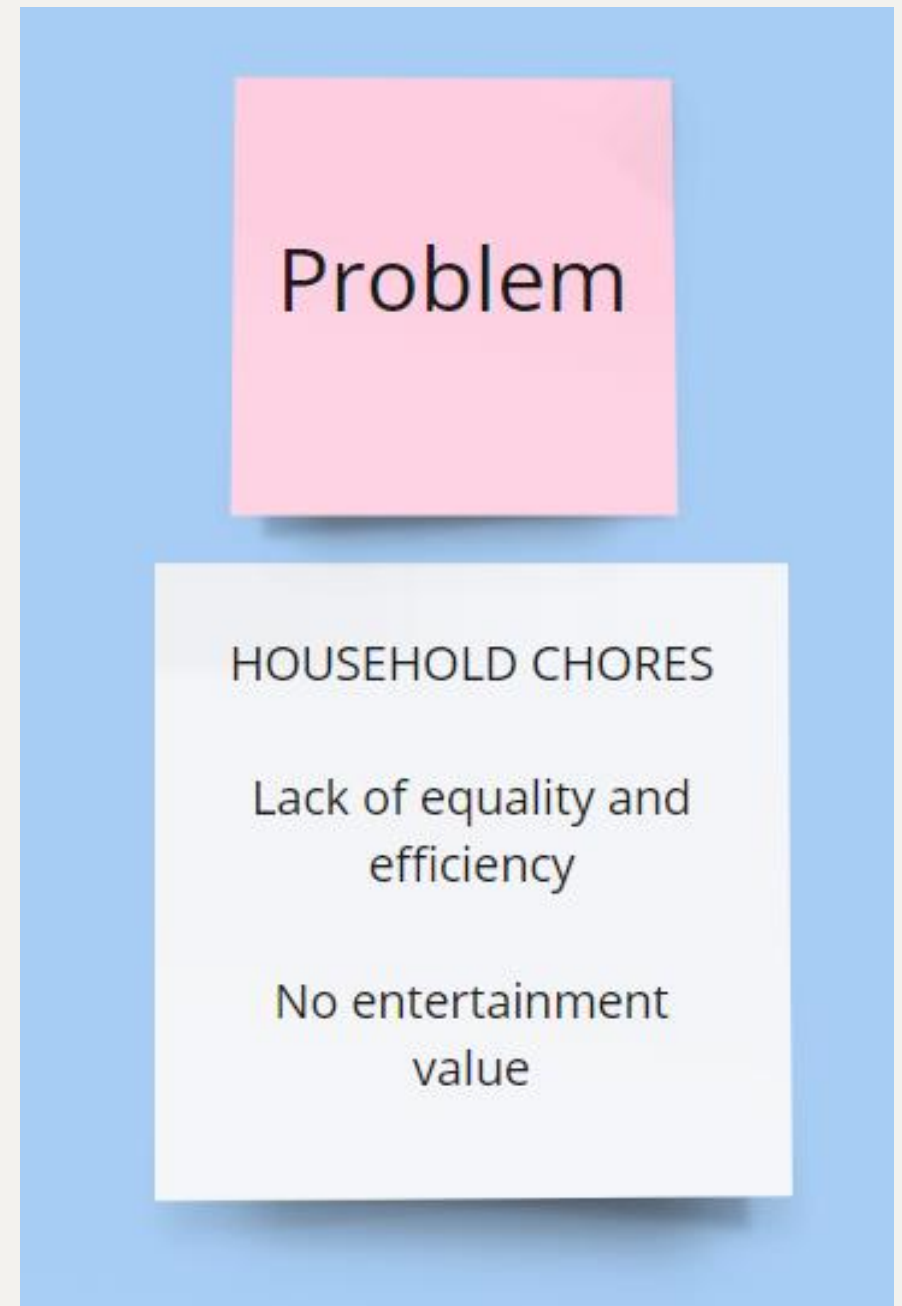 Problem
HOUSEHOLD CHORES
Lack of equality and
efficiency
No entertainment
value